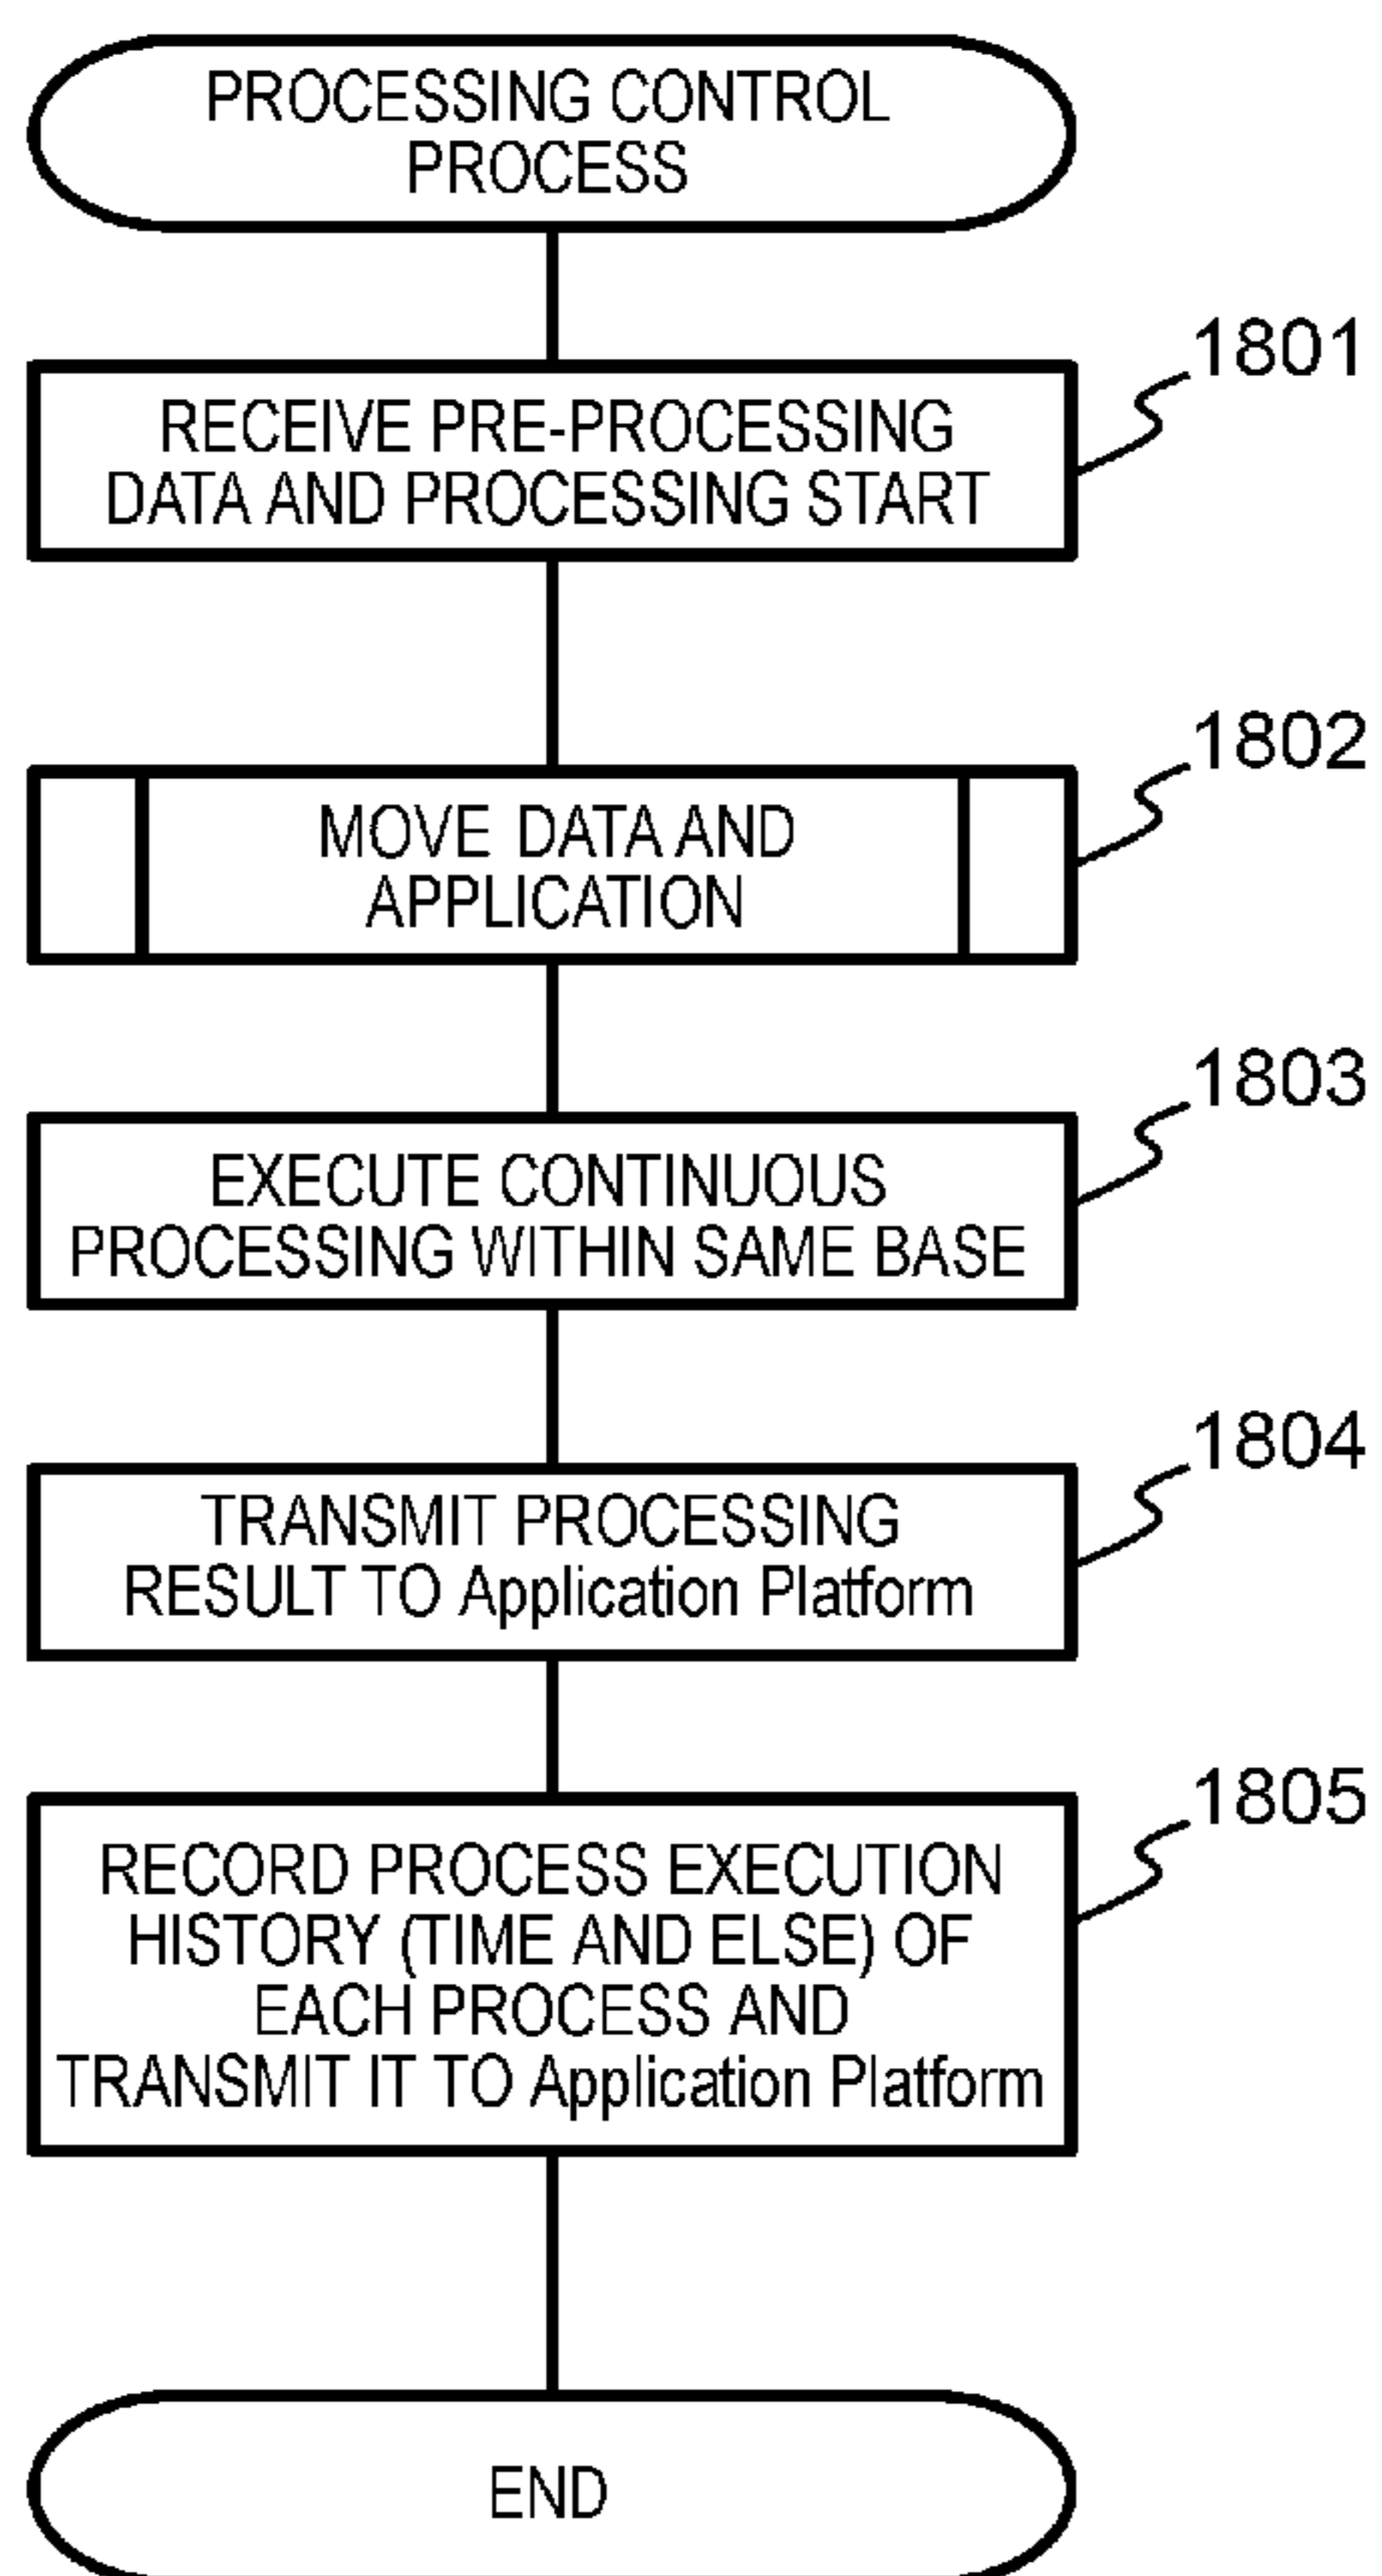 PROCESSING CONTROL
PROCESS
1801
RECEIVE PRE-PROCESSING
DATA AND PROCESSING START
1802
MOVE DATA AND
APPLICATION
1803
EXECUTE CONTINUOUS
PROCESSING WITHIN SAME BASE
1804
TRANSMIT PROCESSING
RESULT TO Application Platform
1805
RECORD PROCESS EXECUTION
HISTORY (TIME AND ELSE) OF
EACH PROCESS AND
TRANSMIT IT TO Application Platform
END